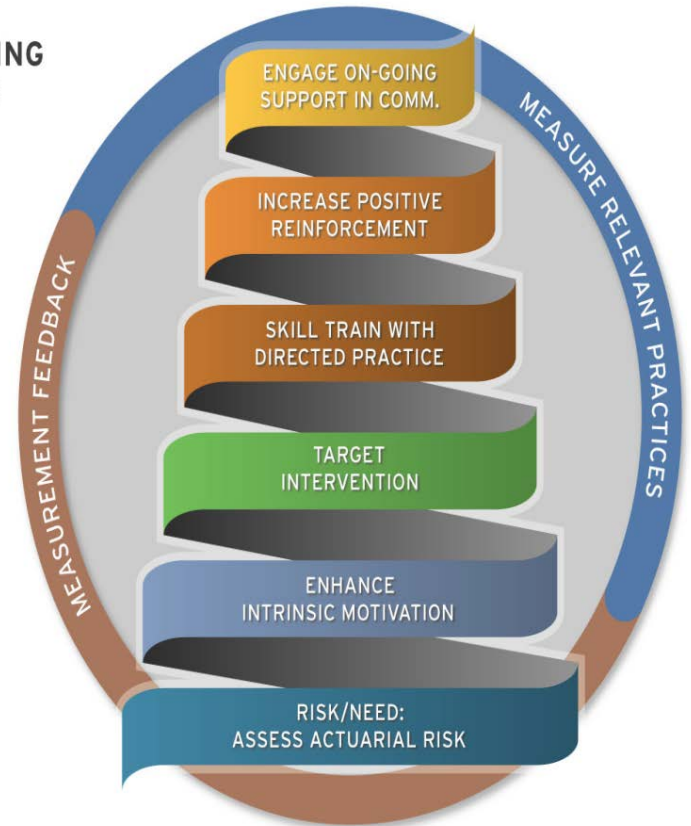 ING
ENGAGE ON-GOING
SUPPORT IN COMM.
INCREASE POSITIVE
REINFORCEMENT
SKILL TRAIN WITH
DIRECTED PRACTICE
TARGET
INTERVENTION
ENHANCE
INTRINSIC MOTIVATION
RISK/NEED:
ASSESS ACTUARIAL RISK
MEASUREMENT FEEDBACK
MEASURE RELEVANT PRACTICES